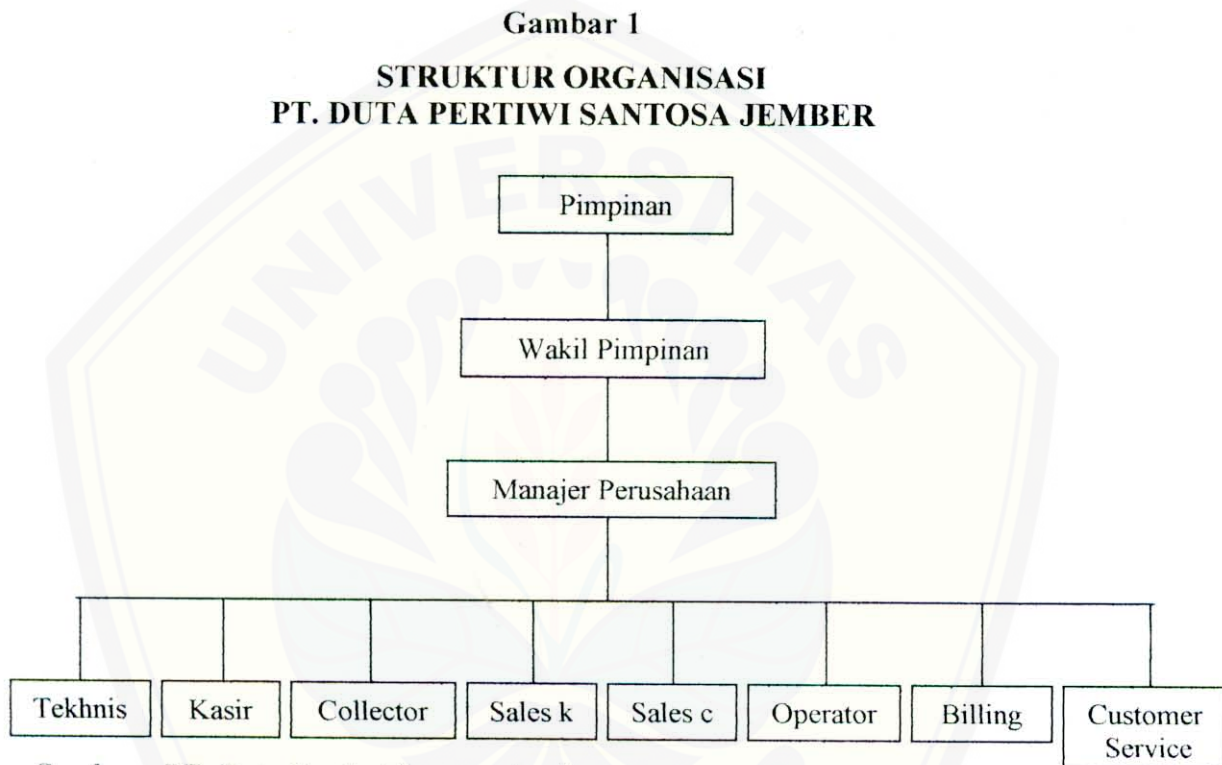 Gambar 1
STRUKTUR ORGANISASI
PT. DUTA PERTIWI SANTOSA JEMBER
UNIVERSITAS
Pimpinan
Wakil Pimpinan
Manajer Perusahaan
Tekhnis
Kasir
Collector
Sales k
Sales c
Operator
Billing
Customer
Service